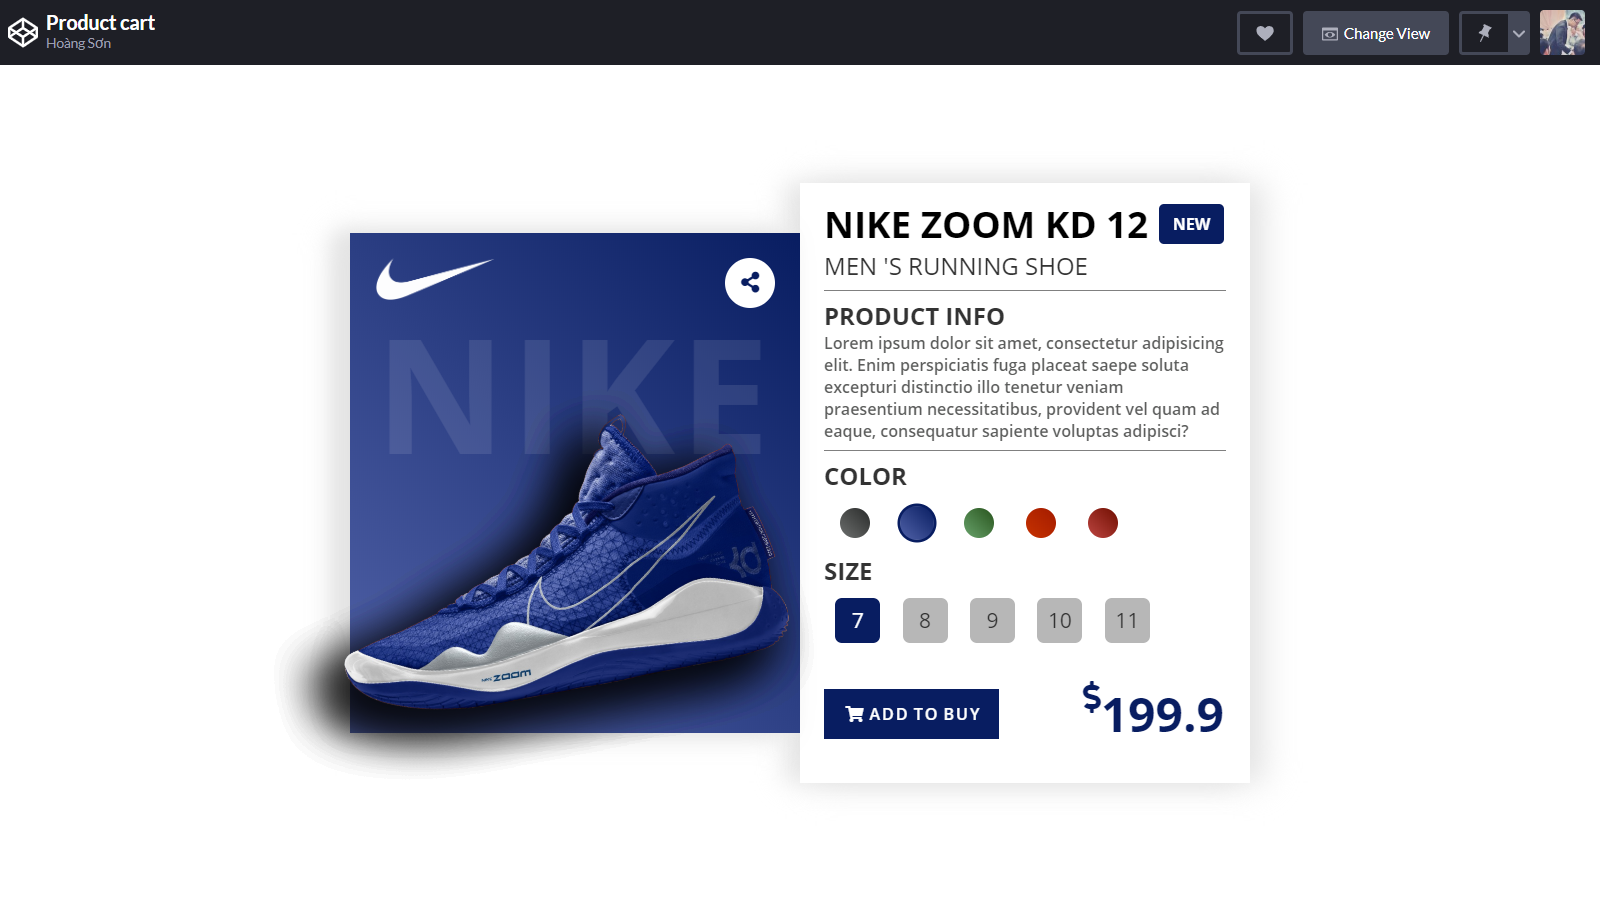 Product cart
Hoàng Sơn
Change View
NIKE
ZOOM
NIKE ZOOM KD 12
NEW
MEN 'S RUNNING SHOE
PRODUCT INFO
Lorem ipsum dolor sit amet, consectetur adipisicing
elit. Enim perspiciatis fuga placeat saepe soluta
excepturi distinctio illo tenetur veniam
praesentium necessitatibus, provident vel quam ad
eaque, consequatur sapiente voluptas adipisci?
COLOR
SIZE
7 8 9 10 11
ADD TO BUY
$199.9